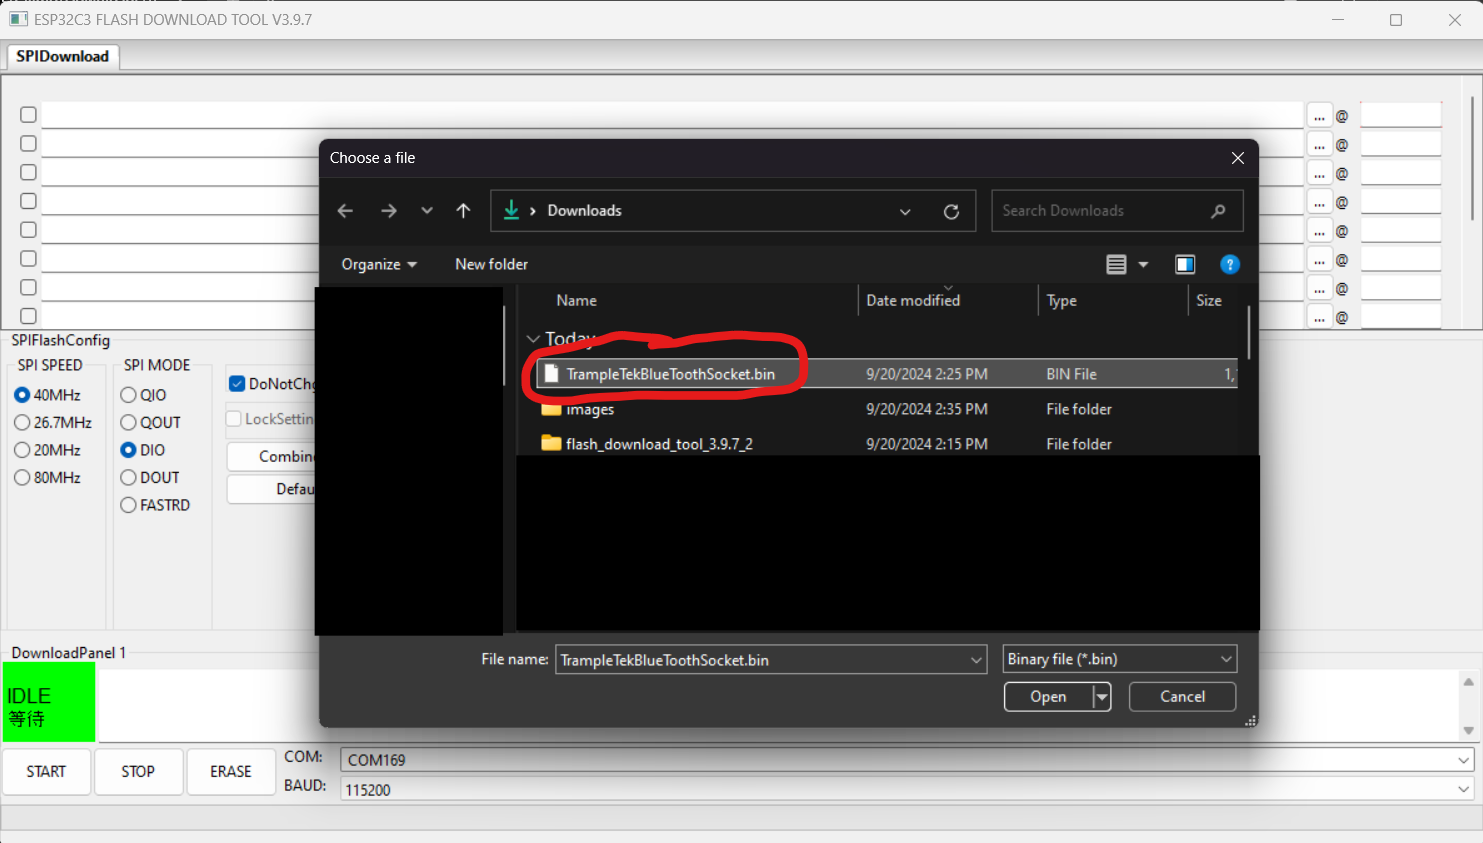 ESP32C3 FLASH DOWNLOAD TOOL V3.9.7
SPIDownload
... @
... @
... @
... @
... @
... @
... @
... @
Choose a file
Downloads
Search Downloads
Organize
New folder
?
Name Date modified Type Size
Today
TrampleTekBlueToothSocket.bin 9/20/2024 2:25 PM BIN File 1,
images 9/20/2024 2:35 PM File folder
flash_download_tool_3.9.7_2 9/20/2024 2:15 PM File folder
File name: TrampleTekBlueToothSocket.bin Binary file (*.bin)
Open Cancel
SPIFlashConfig
SPI SPEED
40MHz
26.7MHz
20MHz
80MHz
SPI MODE
QIO
QOUT
DIO
DOUT
FASTRD
DoNotChg
LockSettin
Combin
Defau
DownloadPanel 1
IDLE
等待
START STOP ERASE
COM: COM169
BAUD: 115200